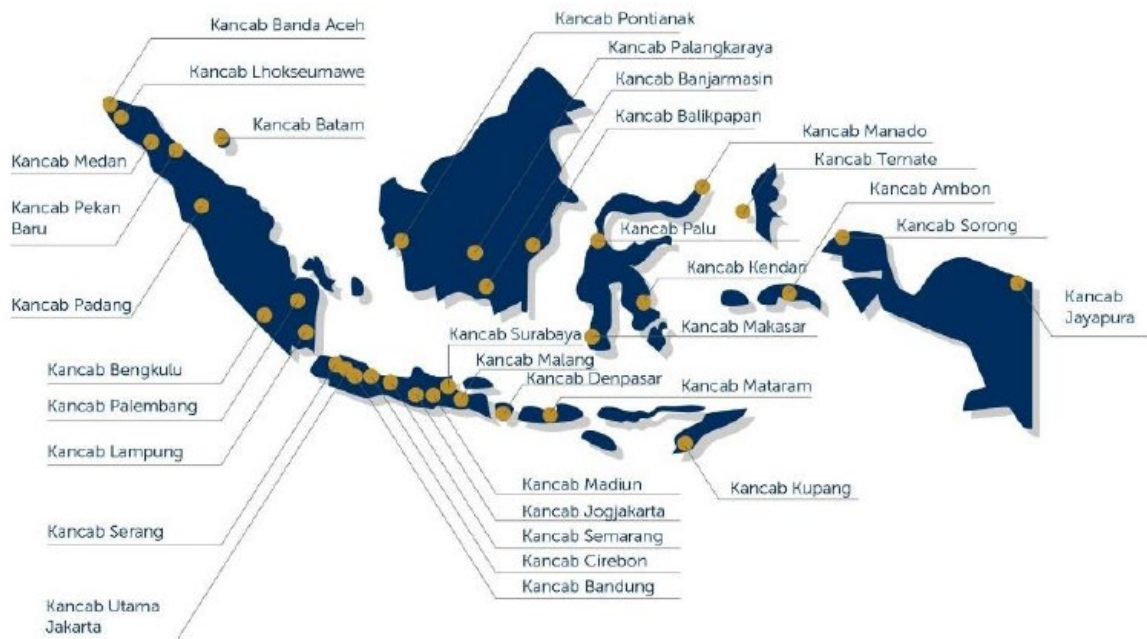 Kancab Banda Aceh
Kancab Lhokseumawe
Kancab Batam
Kancab Medan
Kancab Pekan
Baru
Kancab Padang
Kancab Bengkulu
Kancab Palembang
Kancab Lampung
Kancab Serang
Kancab Utama
Jakarta
Kancab Pontianak
Kancab Palangkaraya
Kancab Banjarmasin
Kancab Balikpapan
Kancab Manado
Kancab Ternate
Kancab Ambon
Kancab Sorong
Kancab Palu
Kancab Kendari
Kancab Jayapura
Kancab Surabaya
Kancab Makasar
Kancab Malang
Kancab Denpasar
Kancab Mataram
Kancab Madiun
Kancab Jogjakarta
Kancab Semarang
Kancab Cirebon
Kancab Bandung
Kancab Kupang